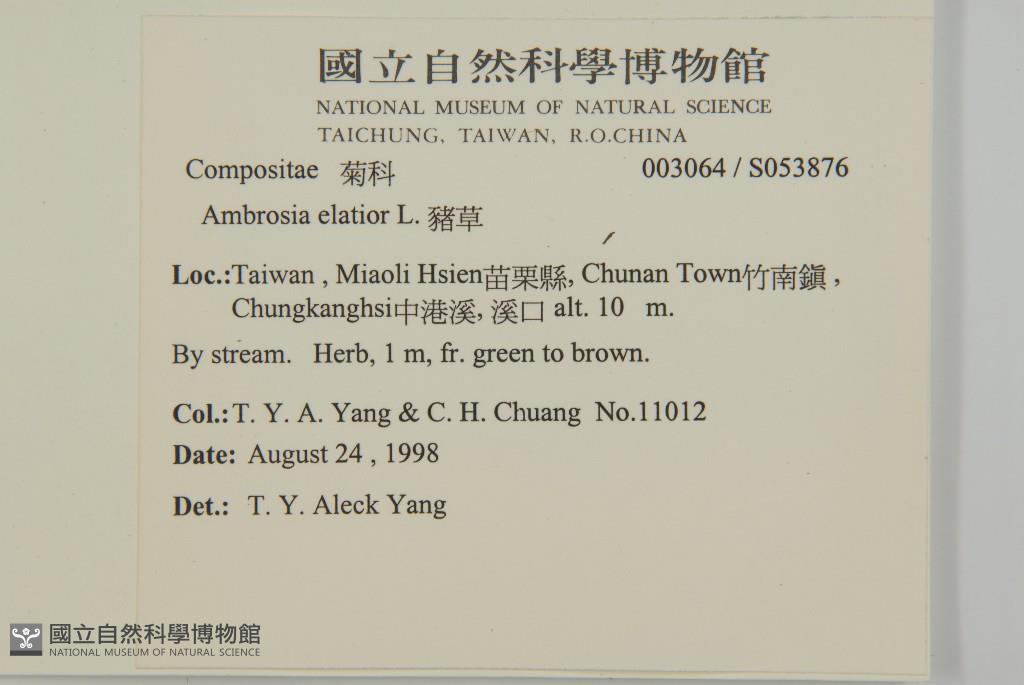 國立自然科學博物館
NATIONAL MUSEUM OF NATURAL SCIENCE
TAICHUNG, TAIWAN, R.O.CHINA
Compositae 菊科 003064 / S053876
Ambrosia elatior L. 豬草
Loc.:Taiwan , Miaoli Hsien苗栗縣, Chunan Town竹南鎮 ,
Chungkanghsi中港溪, 溪口 alt. 10 m.
By stream. Herb, 1 m, fr. green to brown.
Col.: T. Y. A. Yang & C. H. Chuang No.11012
Date: August 24 , 1998
Det.: T. Y. Aleck Yang
國立自然科學博物館
NATIONAL MUSEUM OF NATURAL SCIENCE